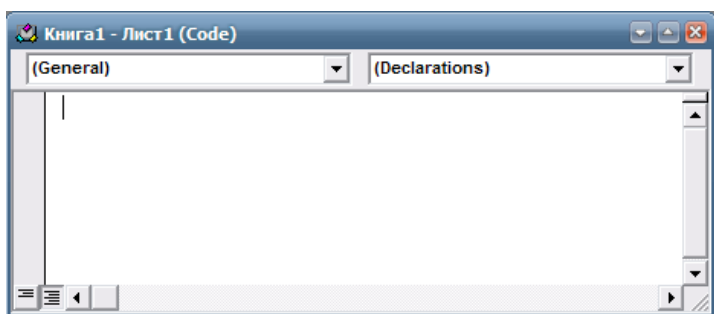 Книга1 - Лист1 (Code)
(General) (Declarations)